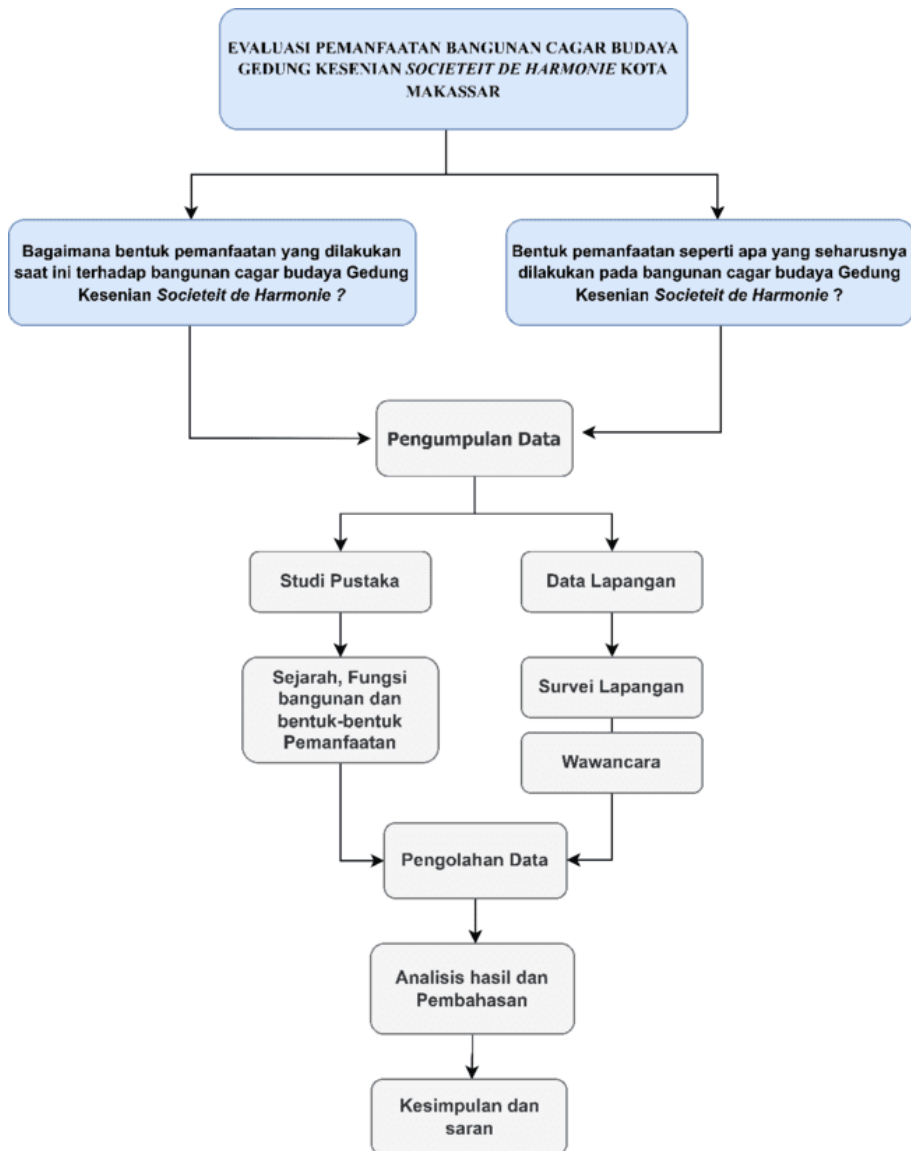 EVALUASI PEMANFAATAN BANGUNAN CAGAR BUDAYA
GEDUNG KESENIAN SOCIETEIT DE HARMONIE KOTA
MAKASSAR
Bagaimana bentuk pemanfaatan yang dilakukan
saat ini terhadap bangunan cagar budaya Gedung
Kesenian Societeit de Harmonie ?
Bentuk pemanfaatan seperti apa yang seharusnya
dilakukan pada bangunan cagar budaya Gedung
Kesenian Societeit de Harmonie ?
Pengumpulan Data
Studi Pustaka
Data Lapangan
Sejarah, Fungsi
bangunan dan
bentuk-bentuk
Pemanfaatan
Survei Lapangan
Wawancara
Pengolahan Data
Analisis hasil dan
Pembahasan
Kesimpulan dan
saran